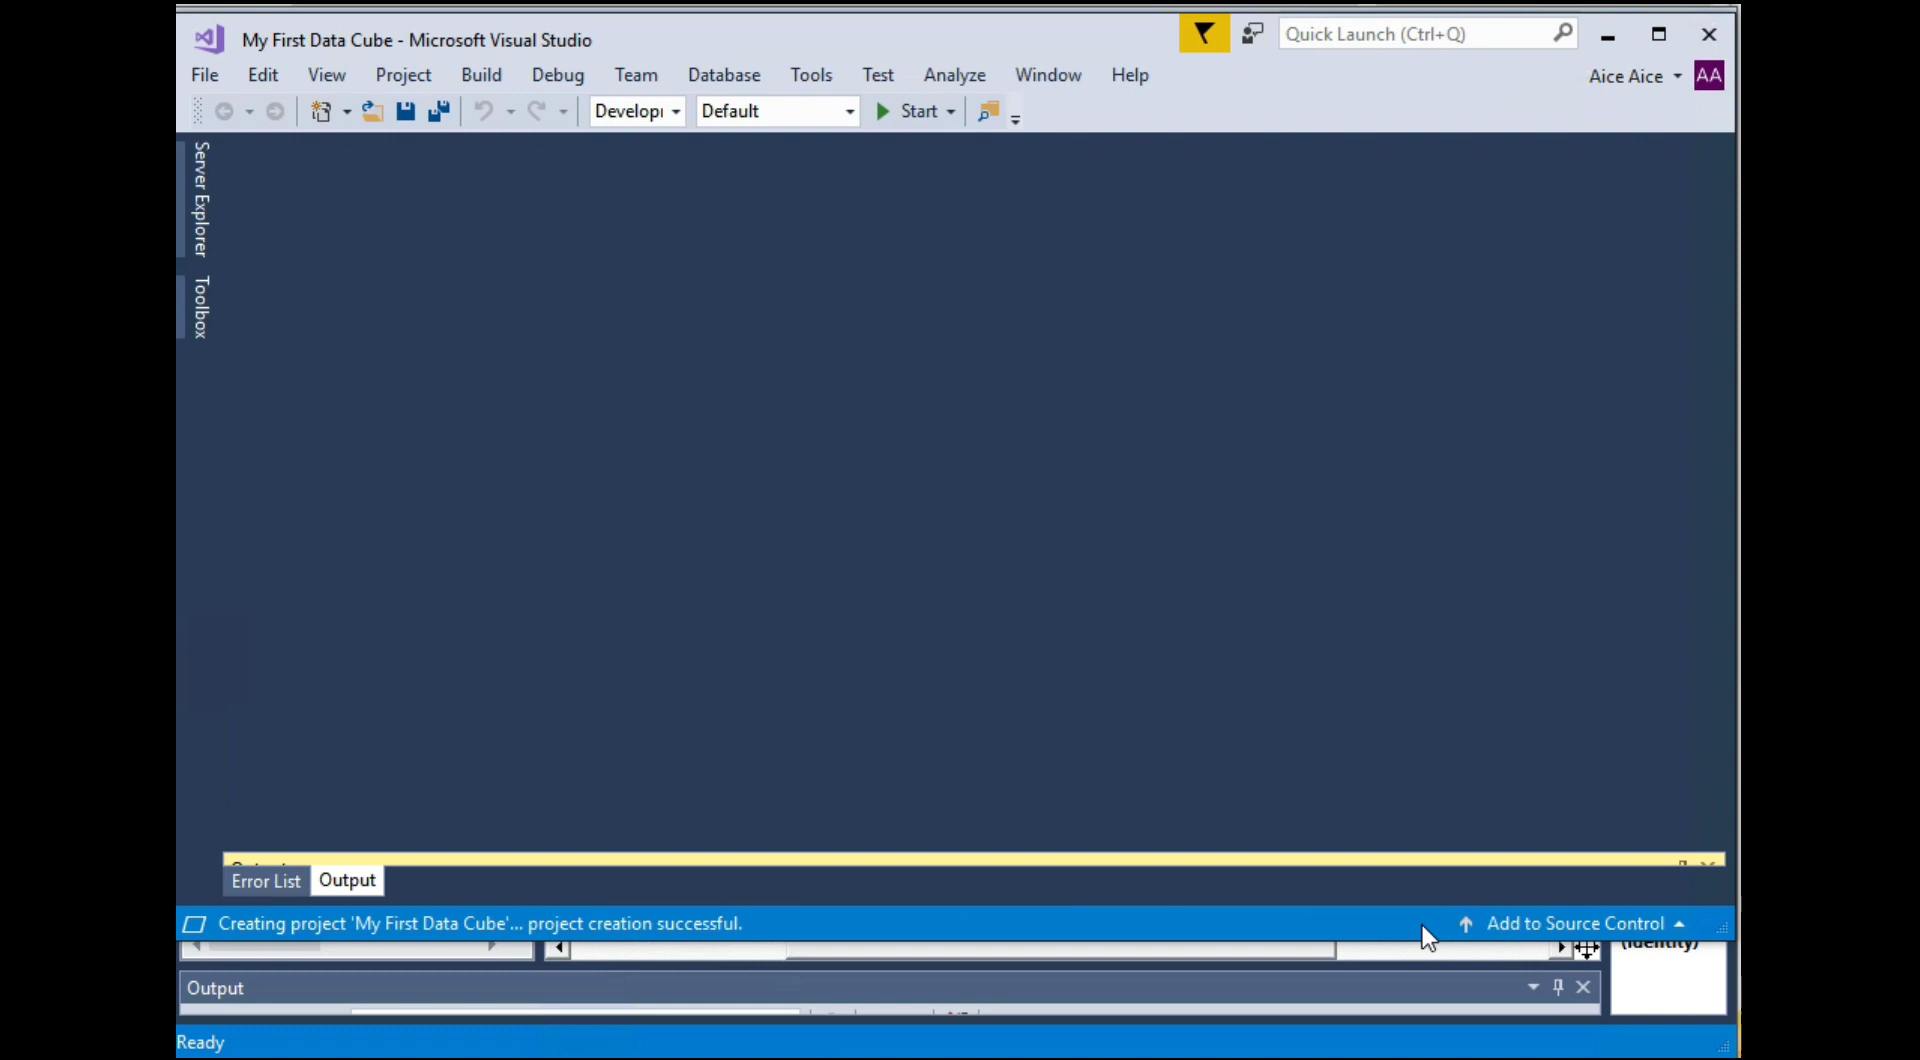 My First Data Cube - Microsoft Visual Studio
Quick Launch (Ctrl+Q)
File Edit View Project Build Debug Team Database Tools Test Analyze Window Help
Aice Aice AA
Develop Default Start
Server Explorer
Toolbox
Error List Output
Creating project 'My First Data Cube'... project creation successful.
Add to Source Control
(Identity)
Output
Ready